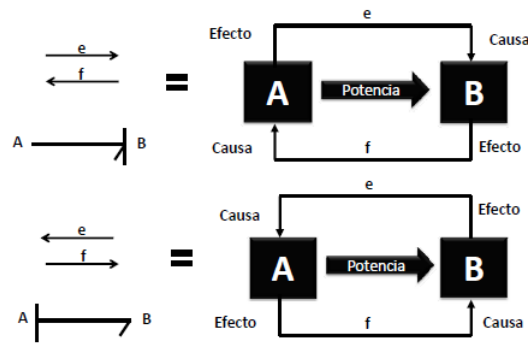 e
Efecto
Causa
e
f
=
A
Potencia
B
A
B
Causa
f
Efecto
e
Causa
Efecto
e
f
=
A
Potencia
B
A
B
Efecto
f
Causa